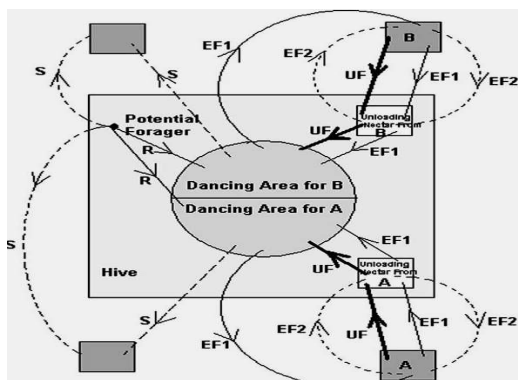 B
EF1
EF2
S
S
UF
EF1
EF2
Potential
Forager
Unloading
Nectar From
B
UF
R
EF1
R
Dancing Area for B
Dancing Area for A
S
EF1
Hive
UF
Unloading
Nectar From
A
S
EF1
EF2
UF
EF1
EF2
A